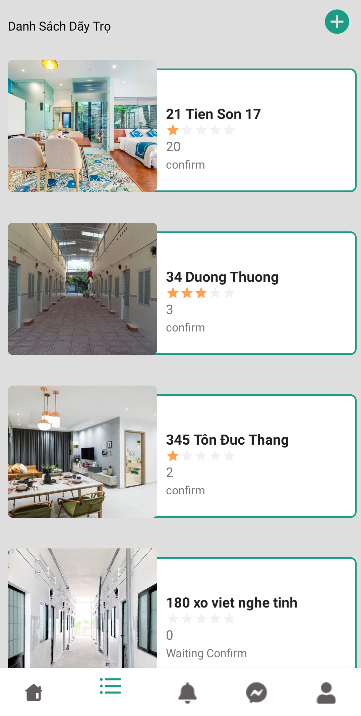 Danh Sách Dãy Trọ
21 Tien Son 17
20
confirm
34 Duong Thuong
3
confirm
345 Tôn Đuc Thang
2
confirm
180 xo viet nghe tinh
0
Waiting Confirm